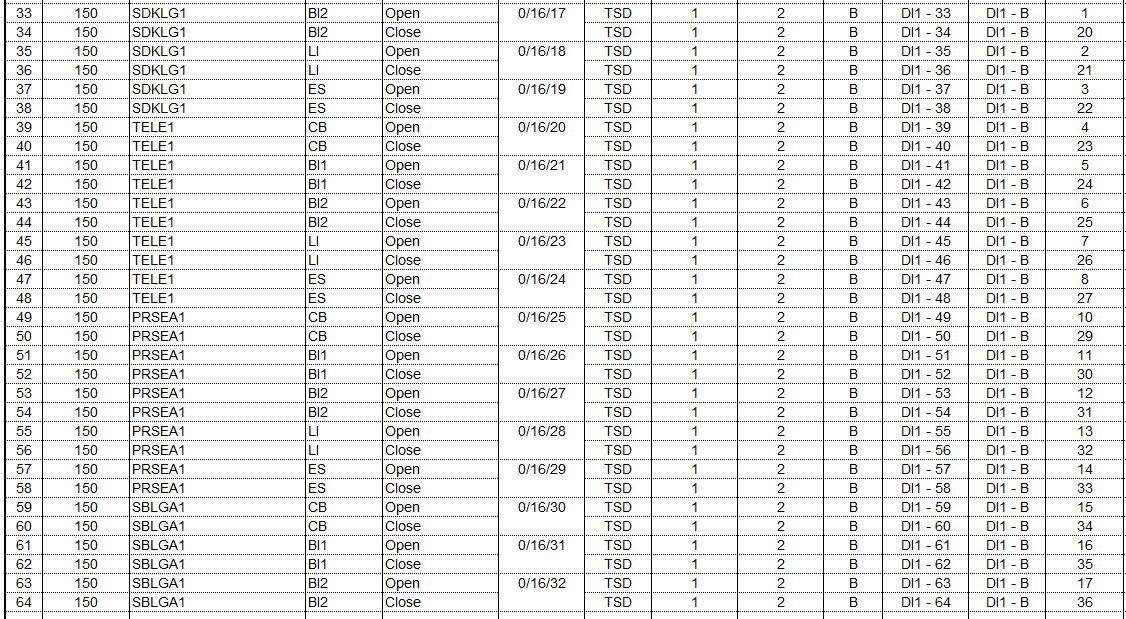 33 150 SDKLG1 BI2 Open 0/16/17 TSD 1 2 B DI1 - 33 DI1 - B 1
34 150 SDKLG1 BI2 Close TSD 1 2 B DI1 - 34 DI1 - B 20
35 150 SDKLG1 LI Open 0/16/18 TSD 1 2 B DI1 - 35 DI1 - B 2
36 150 SDKLG1 LI Close TSD 1 2 B DI1 - 36 DI1 - B 21
37 150 SDKLG1 ES Open 0/16/19 TSD 1 2 B DI1 - 37 DI1 - B 3
38 150 SDKLG1 ES Close TSD 1 2 B DI1 - 38 DI1 - B 22
39 150 TELE1 CB Open 0/16/20 TSD 1 2 B DI1 - 39 DI1 - B 4
40 150 TELE1 CB Close TSD 1 2 B DI1 - 40 DI1 - B 23
41 150 TELE1 BI1 Open 0/16/21 TSD 1 2 B DI1 - 41 DI1 - B 5
42 150 TELE1 BI1 Close TSD 1 2 B DI1 - 42 DI1 - B 24
43 150 TELE1 BI2 Open 0/16/22 TSD 1 2 B DI1 - 43 DI1 - B 6
44 150 TELE1 BI2 Close TSD 1 2 B DI1 - 44 DI1 - B 25
45 150 TELE1 LI Open 0/16/23 TSD 1 2 B DI1 - 45 DI1 - B 7
46 150 TELE1 LI Close TSD 1 2 B DI1 - 46 DI1 - B 26
47 150 TELE1 ES Open 0/16/24 TSD 1 2 B DI1 - 47 DI1 - B 8
48 150 TELE1 ES Close TSD 1 2 B DI1 - 48 DI1 - B 27
49 150 PRSEA1 CB Open 0/16/25 TSD 1 2 B DI1 - 49 DI1 - B 10
50 150 PRSEA1 CB Close TSD 1 2 B DI1 - 50 DI1 - B 29
51 150 PRSEA1 BI1 Open 0/16/26 TSD 1 2 B DI1 - 51 DI1 - B 11
52 150 PRSEA1 BI1 Close TSD 1 2 B DI1 - 52 DI1 - B 30
53 150 PRSEA1 BI2 Open 0/16/27 TSD 1 2 B DI1 - 53 DI1 - B 12
54 150 PRSEA1 BI2 Close TSD 1 2 B DI1 - 54 DI1 - B 31
55 150 PRSEA1 LI Open 0/16/28 TSD 1 2 B DI1 - 55 DI1 - B 13
56 150 PRSEA1 LI Close TSD 1 2 B DI1 - 56 DI1 - B 32
57 150 PRSEA1 ES Open 0/16/29 TSD 1 2 B DI1 - 57 DI1 - B 14
58 150 PRSEA1 ES Close TSD 1 2 B DI1 - 58 DI1 - B 33
59 150 SBLGA1 CB Open 0/16/30 TSD 1 2 B DI1 - 59 DI1 - B 15
60 150 SBLGA1 CB Close TSD 1 2 B DI1 - 60 DI1 - B 34
61 150 SBLGA1 BI1 Open 0/16/31 TSD 1 2 B DI1 - 61 DI1 - B 16
62 150 SBLGA1 BI1 Close TSD 1 2 B DI1 - 62 DI1 - B 35
63 150 SBLGA1 BI2 Open 0/16/32 TSD 1 2 B DI1 - 63 DI1 - B 17
64 150 SBLGA1 BI2 Close TSD 1 2 B DI1 - 64 DI1 - B 36